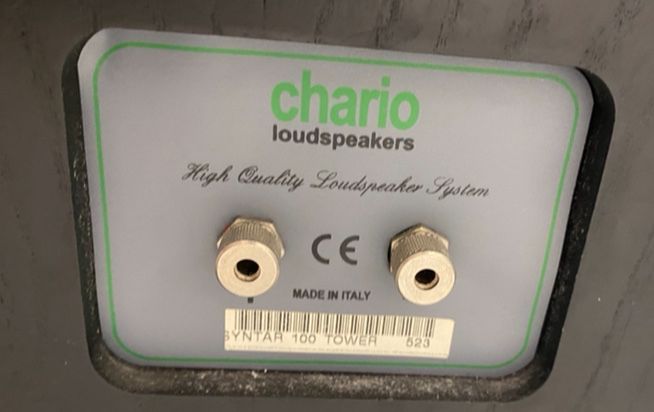 chario
loudspeakers
High Quality Loudspeaker System
CE
MADE IN ITALY
SYNTAR 100 TOWER 523